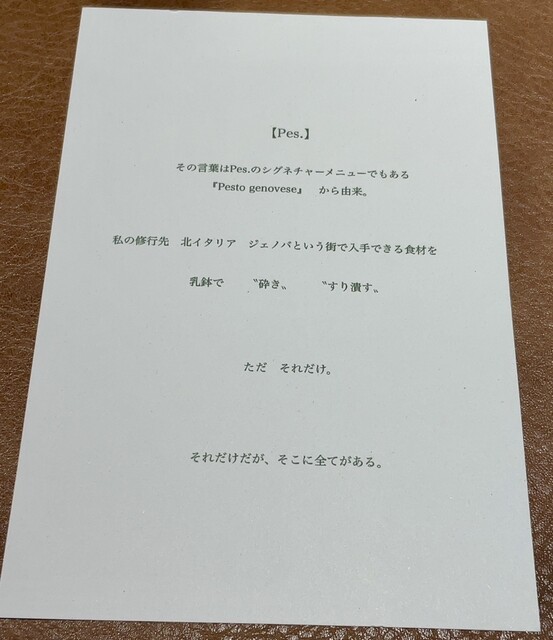 【Pes.】
その言葉はPes.のシグネチャーメニューでもある
『Pesto genovese』　から由来。
私の修行先　北イタリア　ジェノバという街で入手できる食材を
乳鉢で　　〝砕き〟　　〝すり潰す〟
ただ　それだけ。
それだけだが、そこに全てがある。